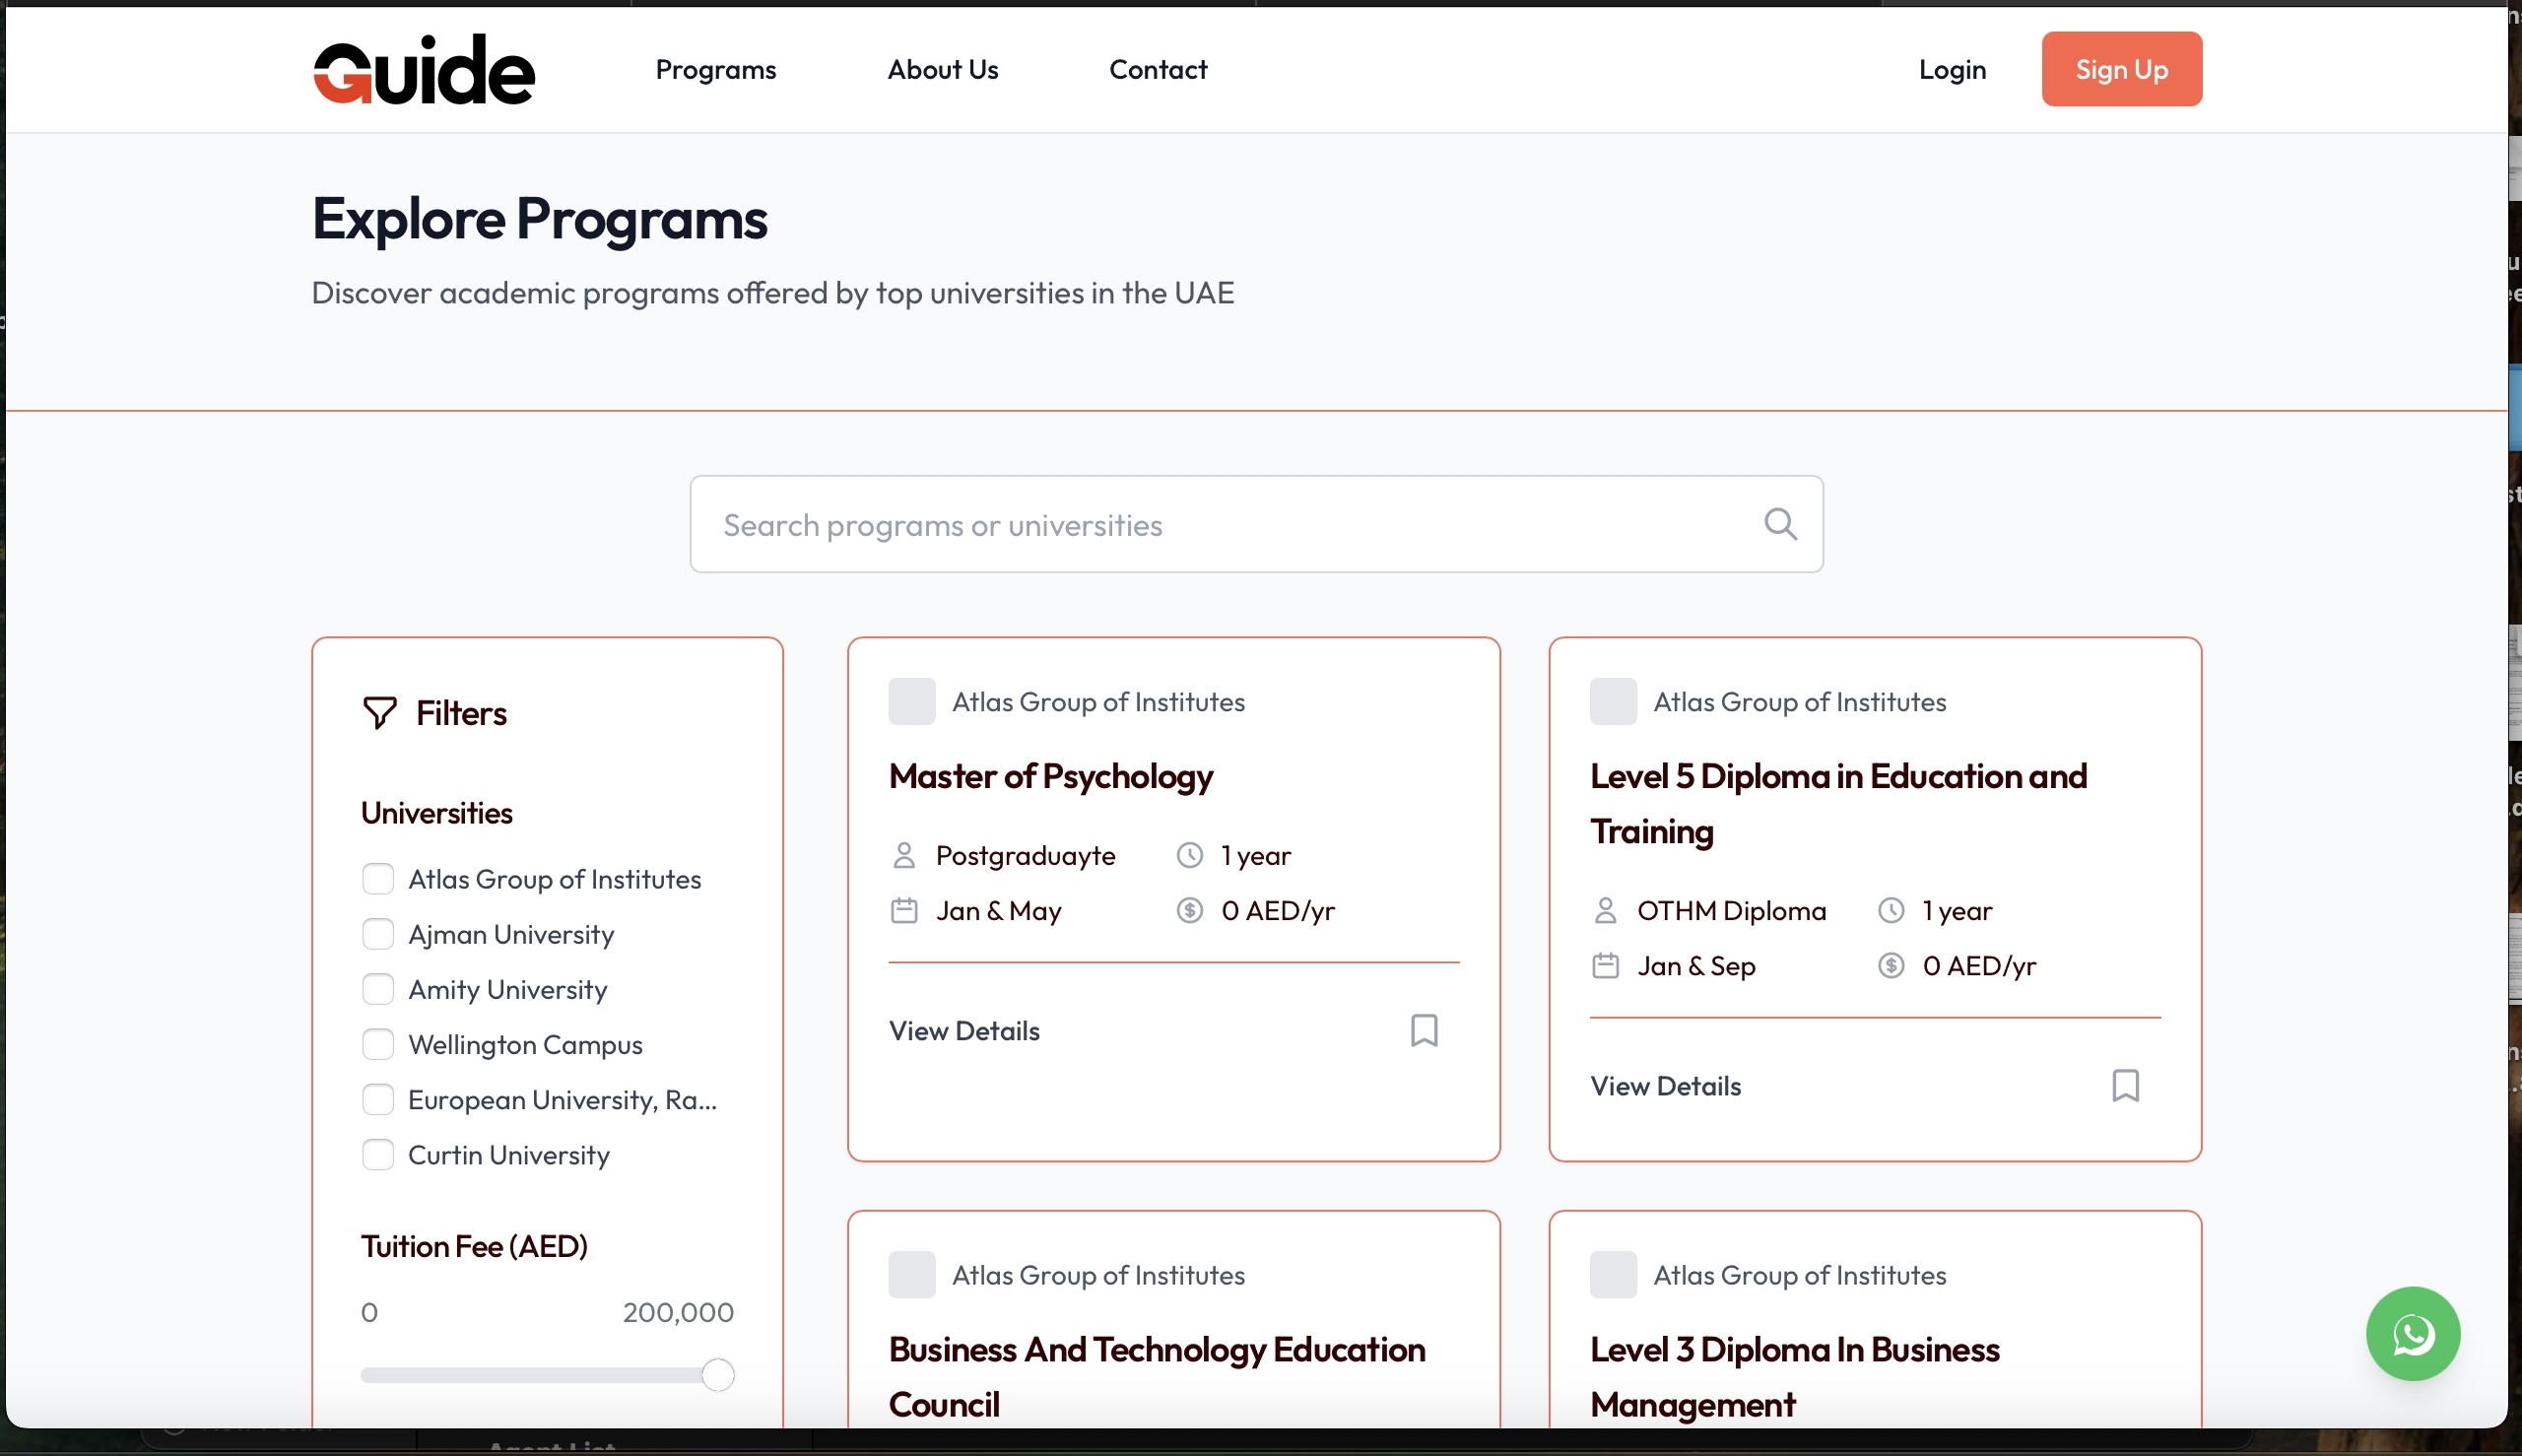 Guide
Programs
About Us
Contact
Login
Sign Up
Explore Programs
Discover academic programs offered by top universities in the UAE
Search programs or universities
Filters
Universities
Atlas Group of Institutes
Ajman University
Amity University
Wellington Campus
European University, Ra...
Curtin University
Tuition Fee (AED)
0
200,000
Atlas Group of Institutes
Master of Psychology
Postgraduayte
1 year
Jan & May
0 AED/yr
View Details
Atlas Group of Institutes
Level 5 Diploma in Education and
Training
OTHM Diploma
1 year
Jan & Sep
0 AED/yr
View Details
Atlas Group of Institutes
Business And Technology Education
Council
Atlas Group of Institutes
Level 3 Diploma In Business
Management